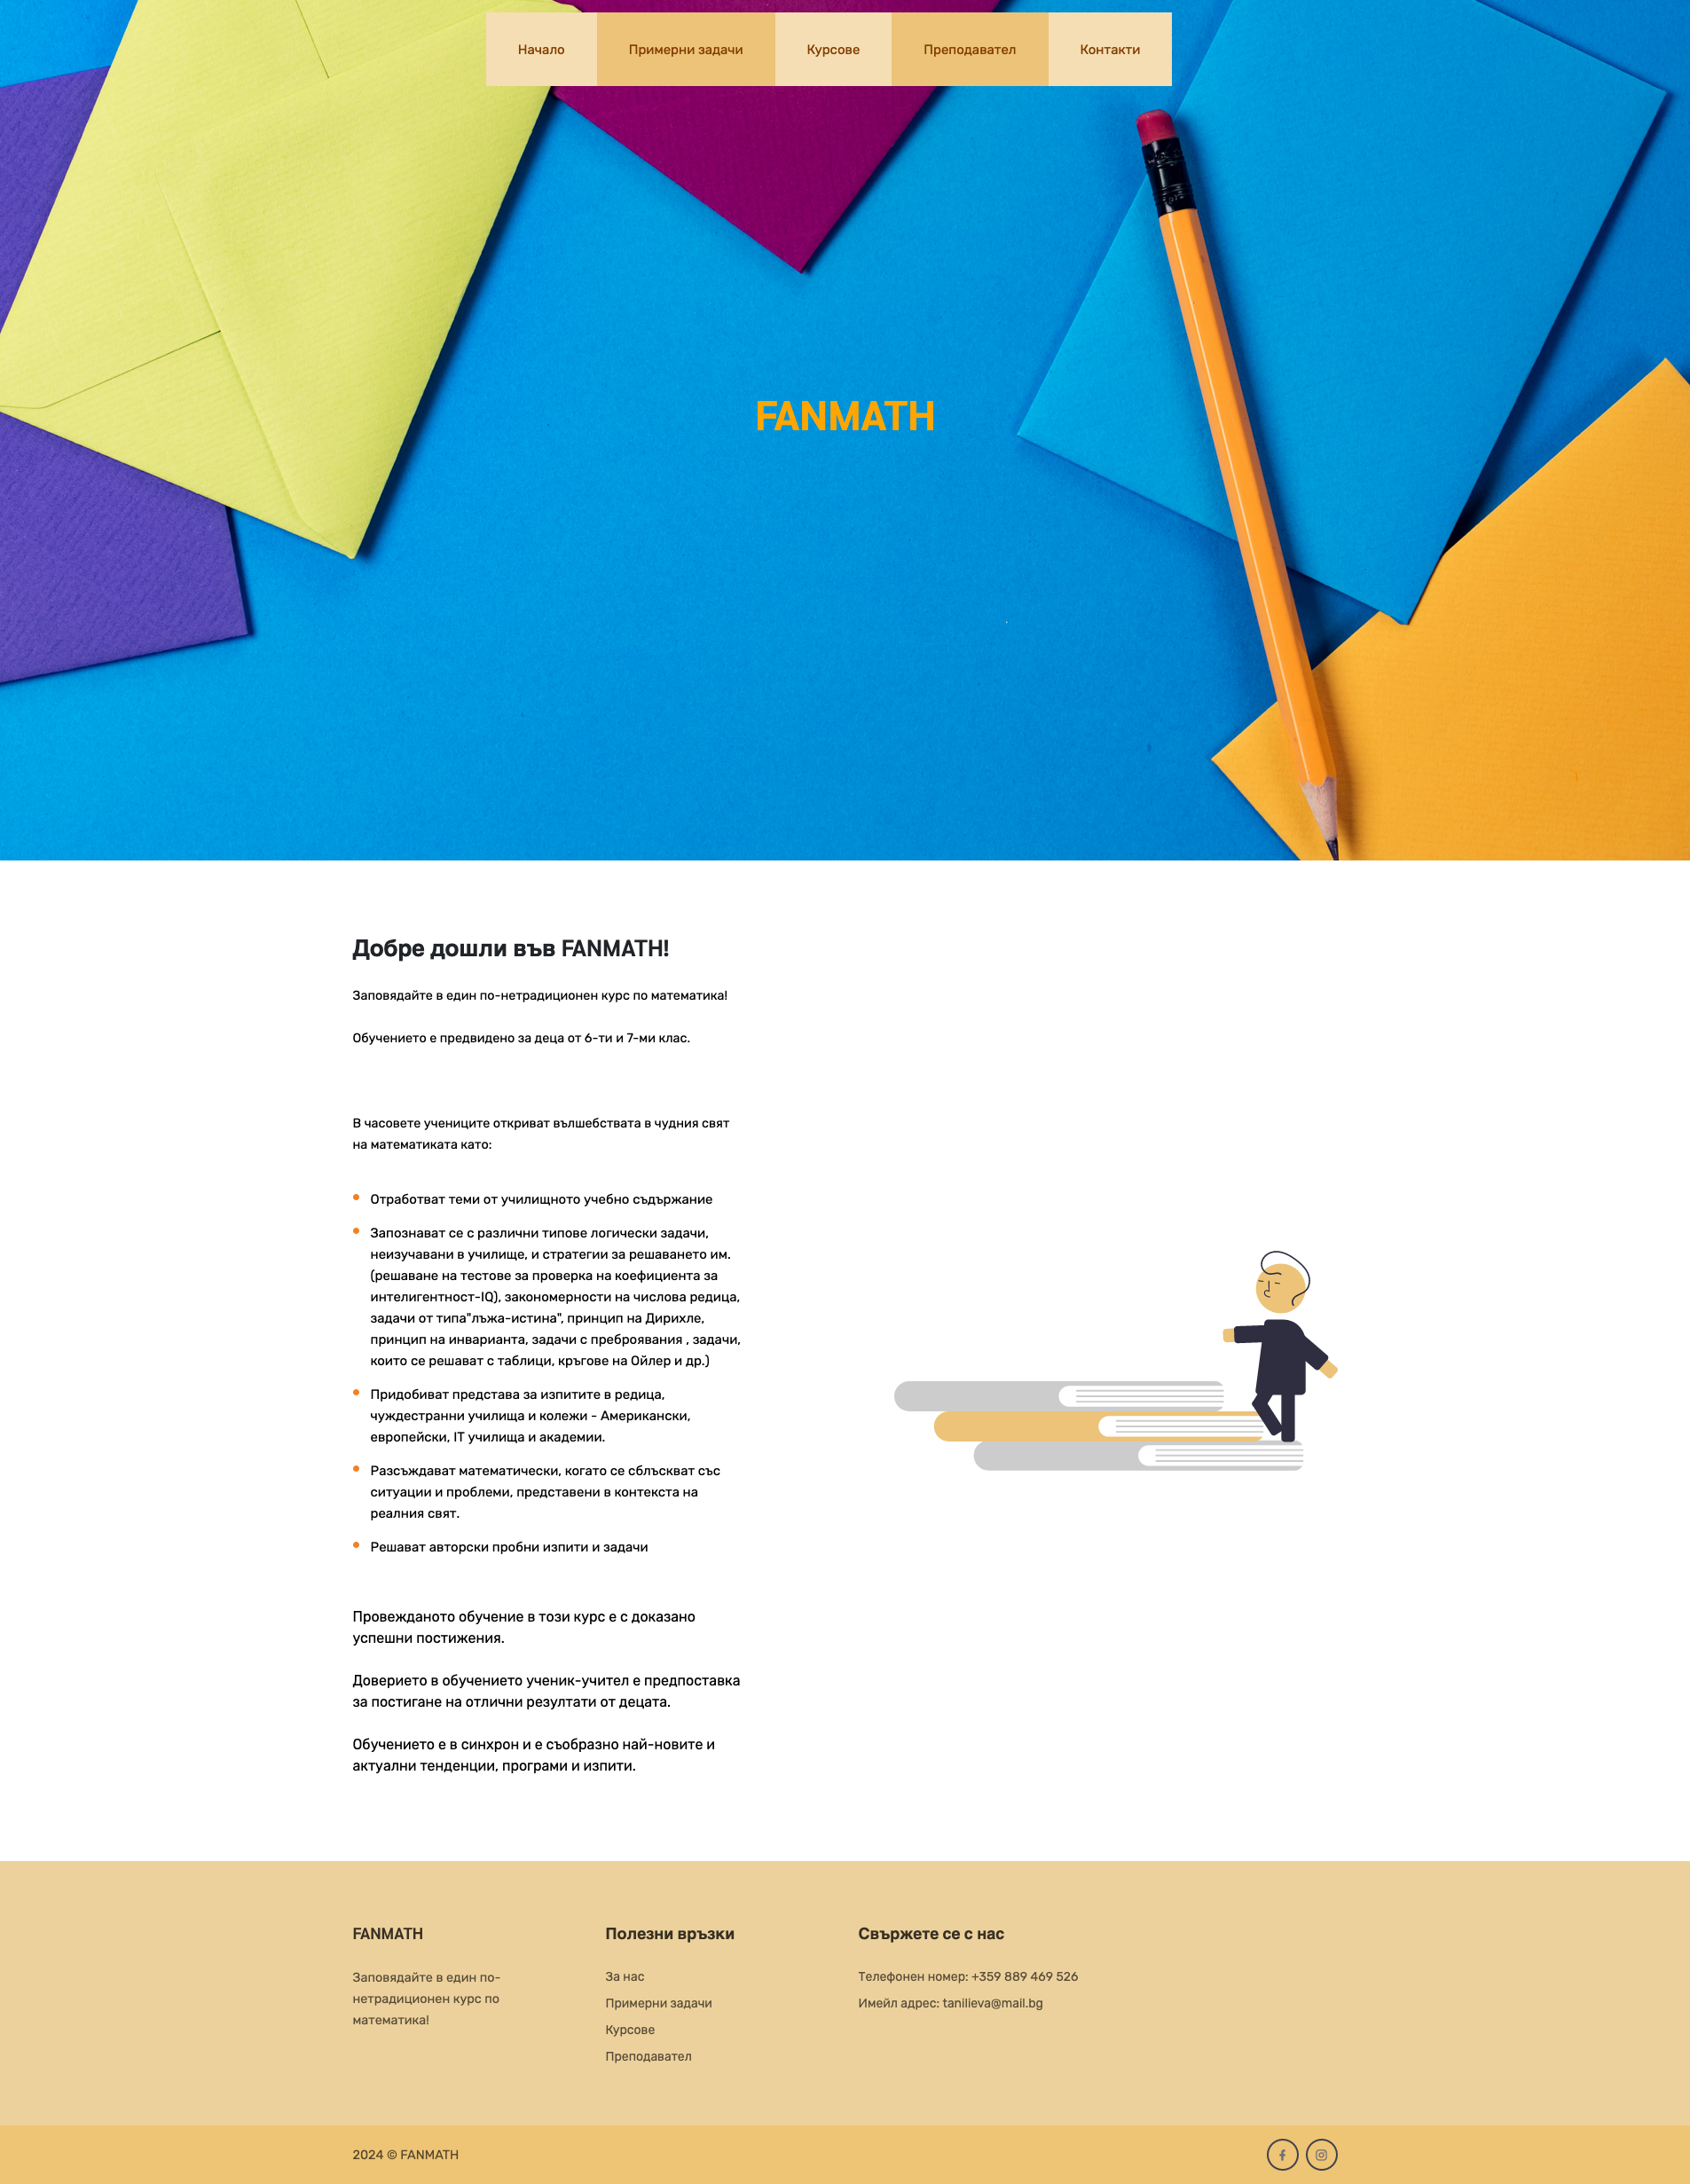 Начало
Примерни задачи
Курсове
Преподавател
Контакти
FANMATH
Добре дошли във FANMATH!
Заповядайте в един по-нетрадиционен курс по математика!
Обучението е предвидено за деца от 6-ти и 7-ми клас.
В часовете учениците откриват вълшебствата в чудния свят
на математиката като:
Отработват теми от училищното учебно съдържание
Запознават се с различни типове логически задачи,
неизучавани в училище, и стратегии за решаването им.
(решаване на тестове за проверка на коефициента за
интелигентност-IQ), закономерности на числова редица,
задачи от типа"лъжа-истина", принцип на Дирихле,
принцип на инварианта, задачи с преброявания , задачи,
които се решават с таблици, кръгове на Ойлер и др.)
Придобиват представа за изпитите в редица,
чуждестранни училища и колежи - Американски,
европейски, IT училища и академии.
Разсъждават математически, когато се сблъскват със
ситуации и проблеми, представени в контекста на
реалния свят.
Решават авторски пробни изпити и задачи
Провежданото обучение в този курс е с доказано
успешни постижения.
Доверието в обучението ученик-учител е предпоставка
за постигане на отлични резултати от децата.
Обучението е в синхрон и е съобразно най-новите и
актуални тенденции, програми и изпити.
FANMATH
Заповядайте в един по-
нетрадиционен курс по
математика!
Полезни връзки
За нас
Примерни задачи
Курсове
Преподавател
Свържете се с нас
Телефонен номер: +359 889 469 526
Имейл адрес: tanilieva@mail.bg
2024 © FANMATH